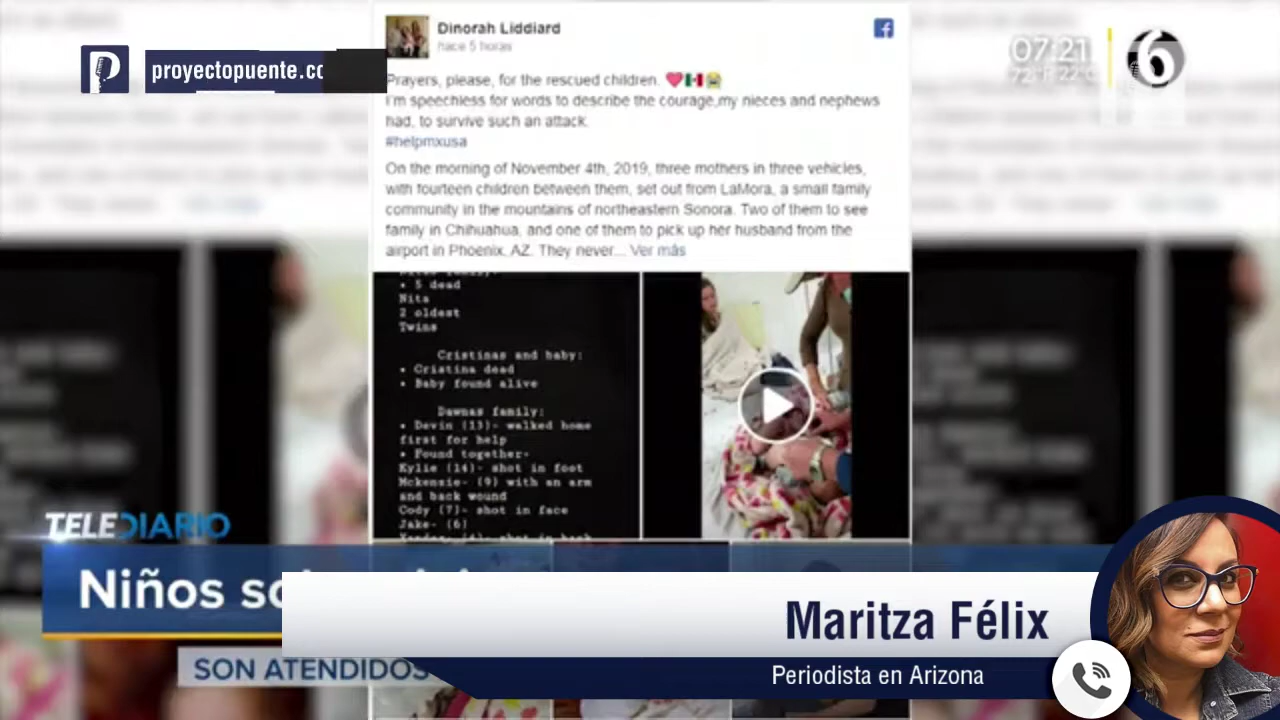 Dinorah Liddiard
hace 5 horas
proyectopuente.co
07:21
72°F 22°C
6
Prayers, please, for the rescued children.
I'm speechless for words to describe the courage,my nieces and nephews
had, to survive such an attack.
#helpmxusa
On the morning of November 4th, 2019, three mothers in three vehicles,
with fourteen children between them, set out from LaMora, a small family
community in the mountains of northeastern Sonora. Two of them to see
family in Chihuahua, and one of them to pick up her husband from the
airport in Phoenix, AZ. They never... Ver más
• 5 dead
Nita
2 oldest
Twins
Cristinas and baby:
• Cristina dead
• Baby found alive
Dawnas family:
• Devin (13)- walked home
first for help
• Found together-
Kylie (14)- shot in foot
Mckensie- (9) with an arm
and back wound
Cody (7)- shot in face
Jake- (6)
TELEDIARIO
Niños
SON ATENDIDOS
Maritza Félix
Periodista en Arizona